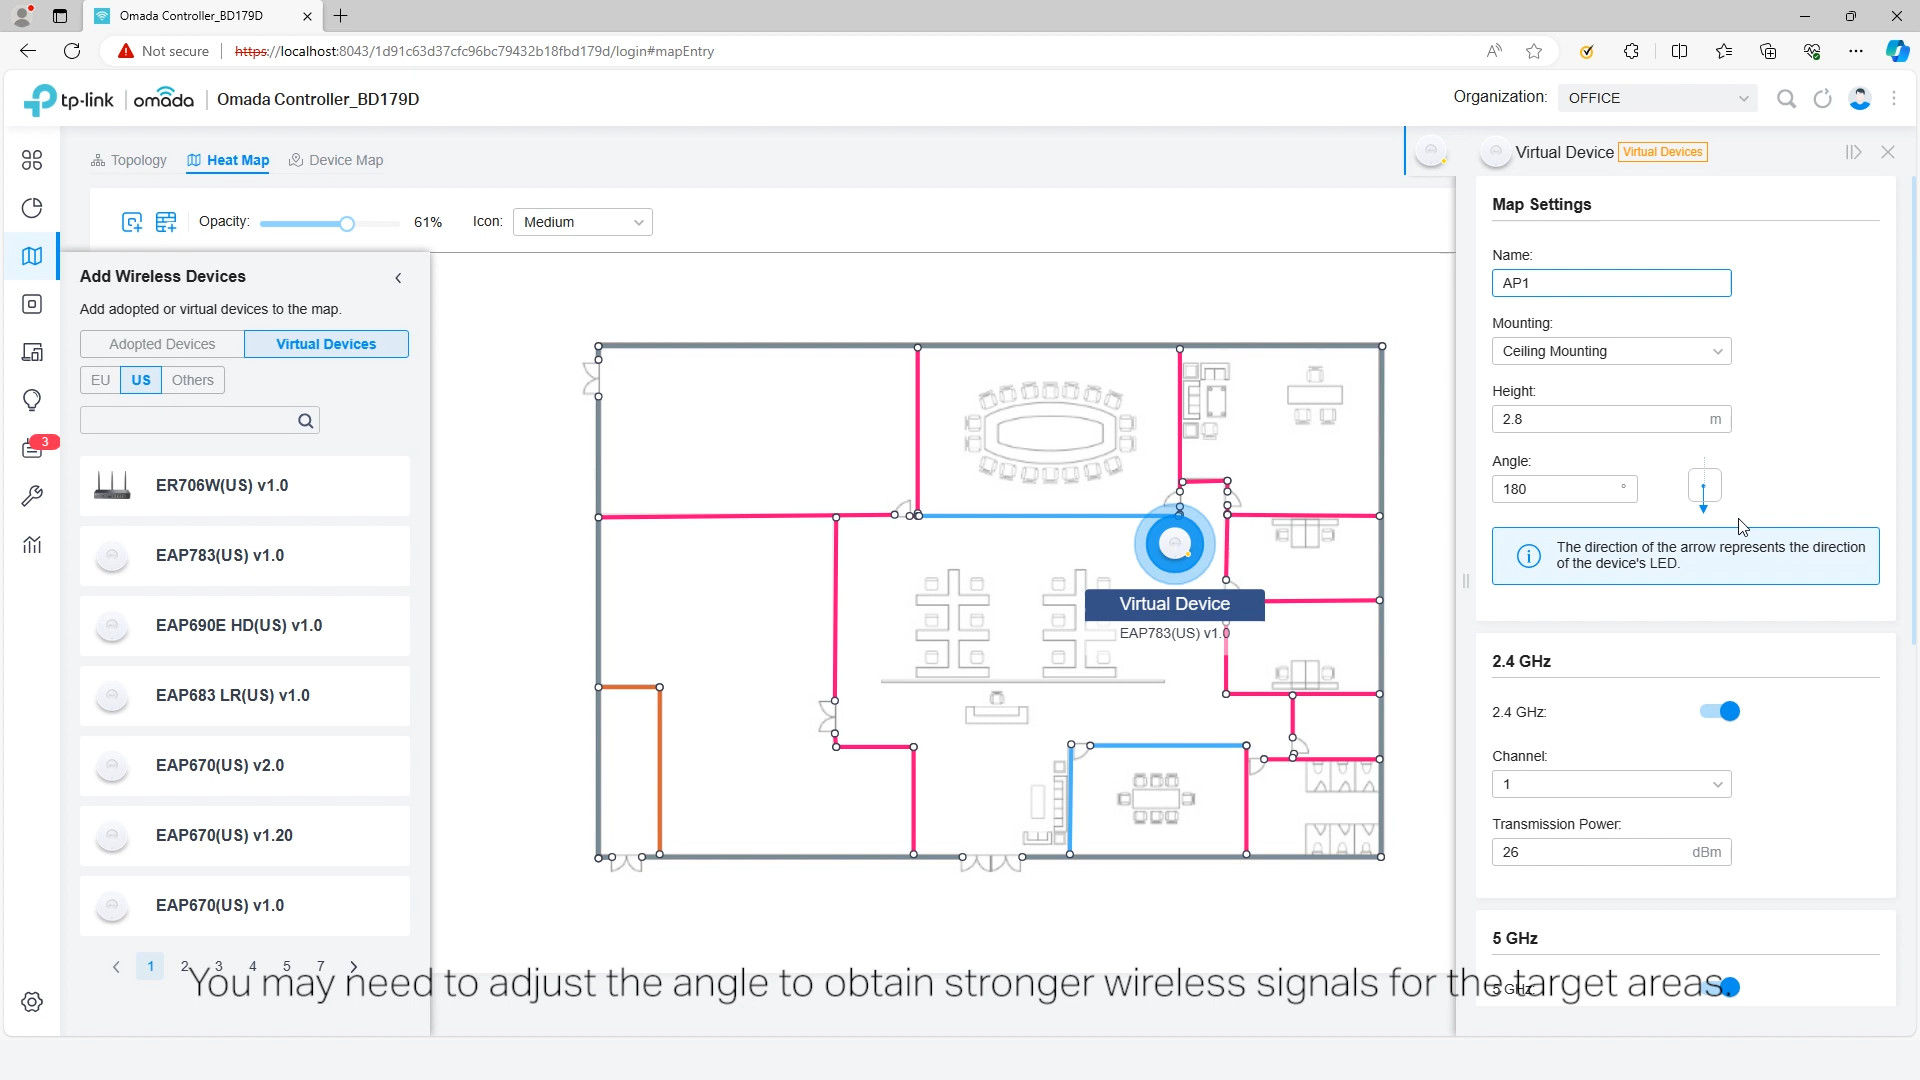 Omada Controller_BD179D
Not secure
https://localhost:8043/1d91c63d37cfc96bc79432b18fbd179d/login#mapEntry
tp-link
omada
Omada Controller_BD179D
Organization:
OFFICE
Topology
Heat Map
Device Map
Virtual Device
Virtual Devices
Opacity:
61%
Icon:
Medium
Add Wireless Devices
Add adopted or virtual devices to the map.
Adopted Devices
Virtual Devices
EU
US
Others
3
ER706W(US) v1.0
EAP783(US) v1.0
EAP690E HD(US) v1.0
EAP683 LR(US) v1.0
EAP670(US) v2.0
EAP670(US) v1.20
EAP670(US) v1.0
1 2 3 4 5 7
Virtual Device
EAP783(US) v1.0
Map Settings
Name:
AP1
Mounting:
Ceiling Mounting
Height:
2.8 m
Angle:
180 °
The direction of the arrow represents the direction
of the device's LED.
2.4 GHz
2.4 GHz:
Channel:
1
Transmission Power:
26 dBm
5 GHz
5 GHz:
You may need to adjust the angle to obtain stronger wireless signals for the target areas.